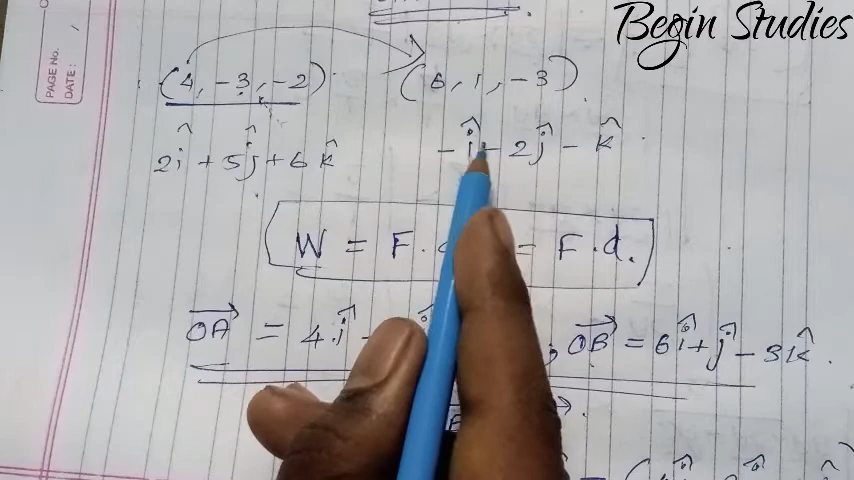 Begin Studies
PAGE No.
DATE: /
(4, -3, -2) (6, 1, -3)
2î + 5ĵ + 6k̂ -î - 2ĵ - k̂
W = F. = F.d.
OA = 4î , OB = 6î + ĵ - 3k̂.